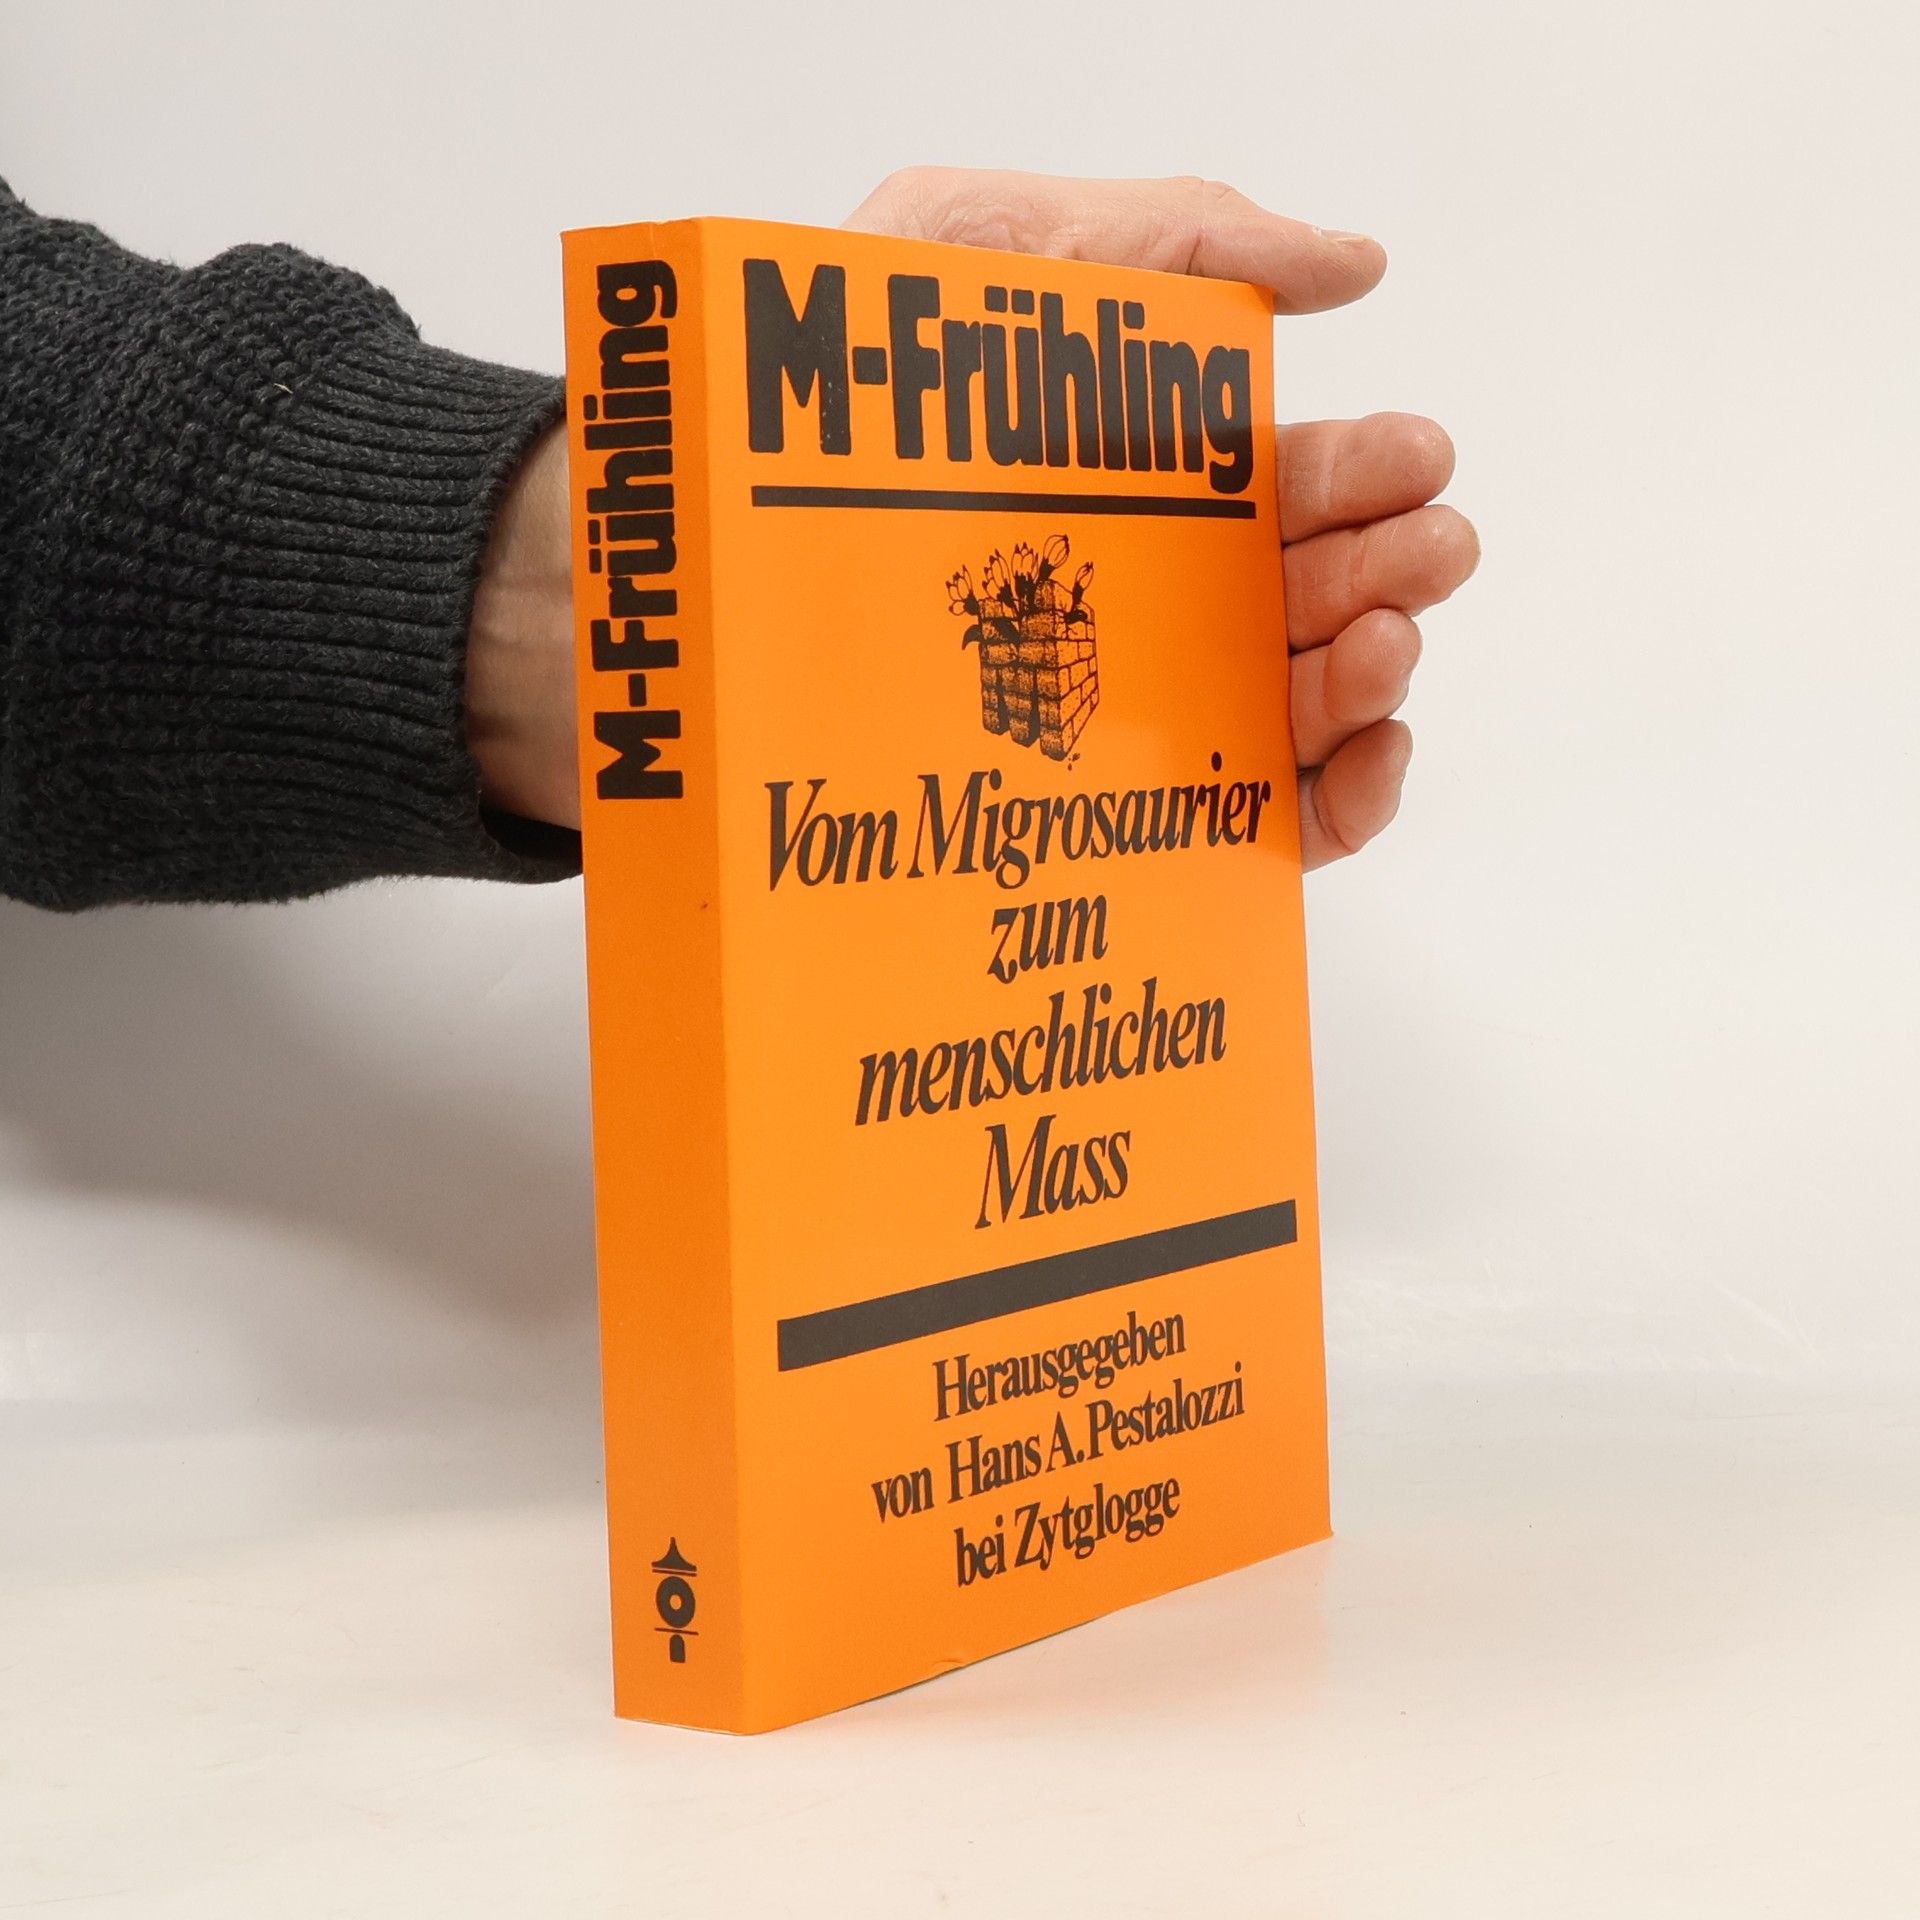 M-Frühling
M-Frühling
Vom Migrosaurier
zum
menschlichen
Mass
Herausgegeben
von Hans A. Pestalozzi
bei Zytglogge